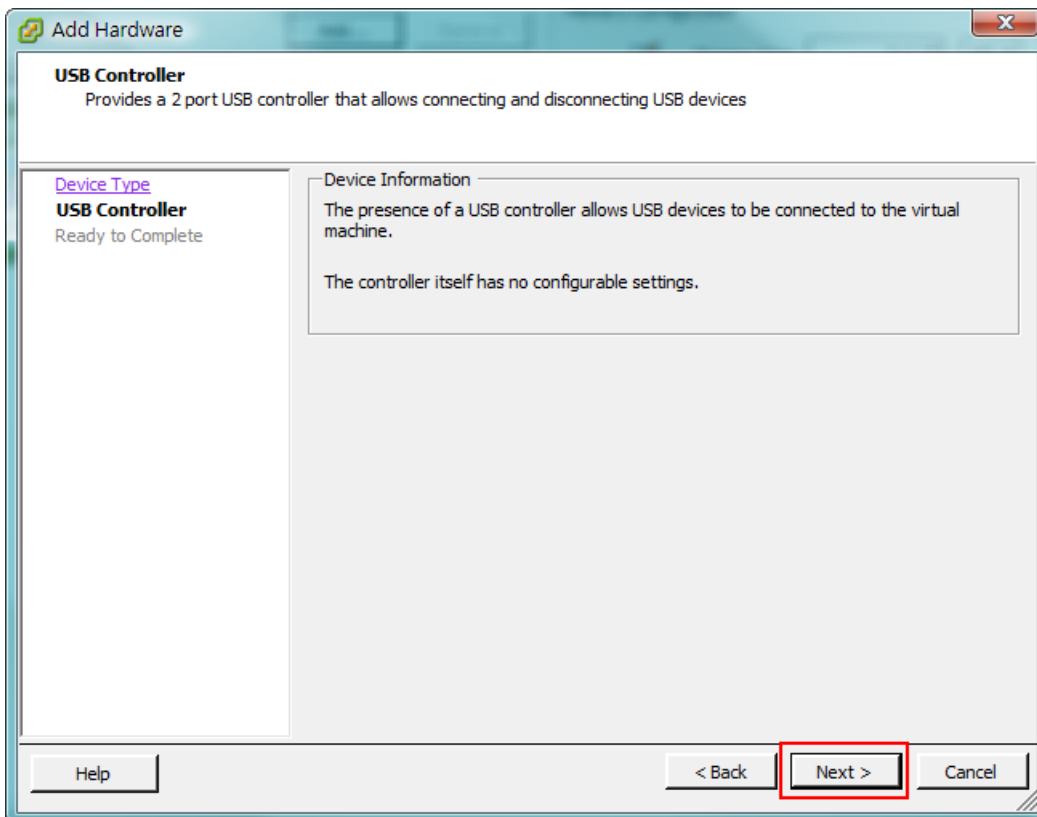 Add Hardware
USB Controller
Provides a 2 port USB controller that allows connecting and disconnecting USB devices
Device Type
USB Controller
Ready to Complete
Device Information
The presence of a USB controller allows USB devices to be connected to the virtual
machine.
The controller itself has no configurable settings.
Help
< Back
Next >
Cancel